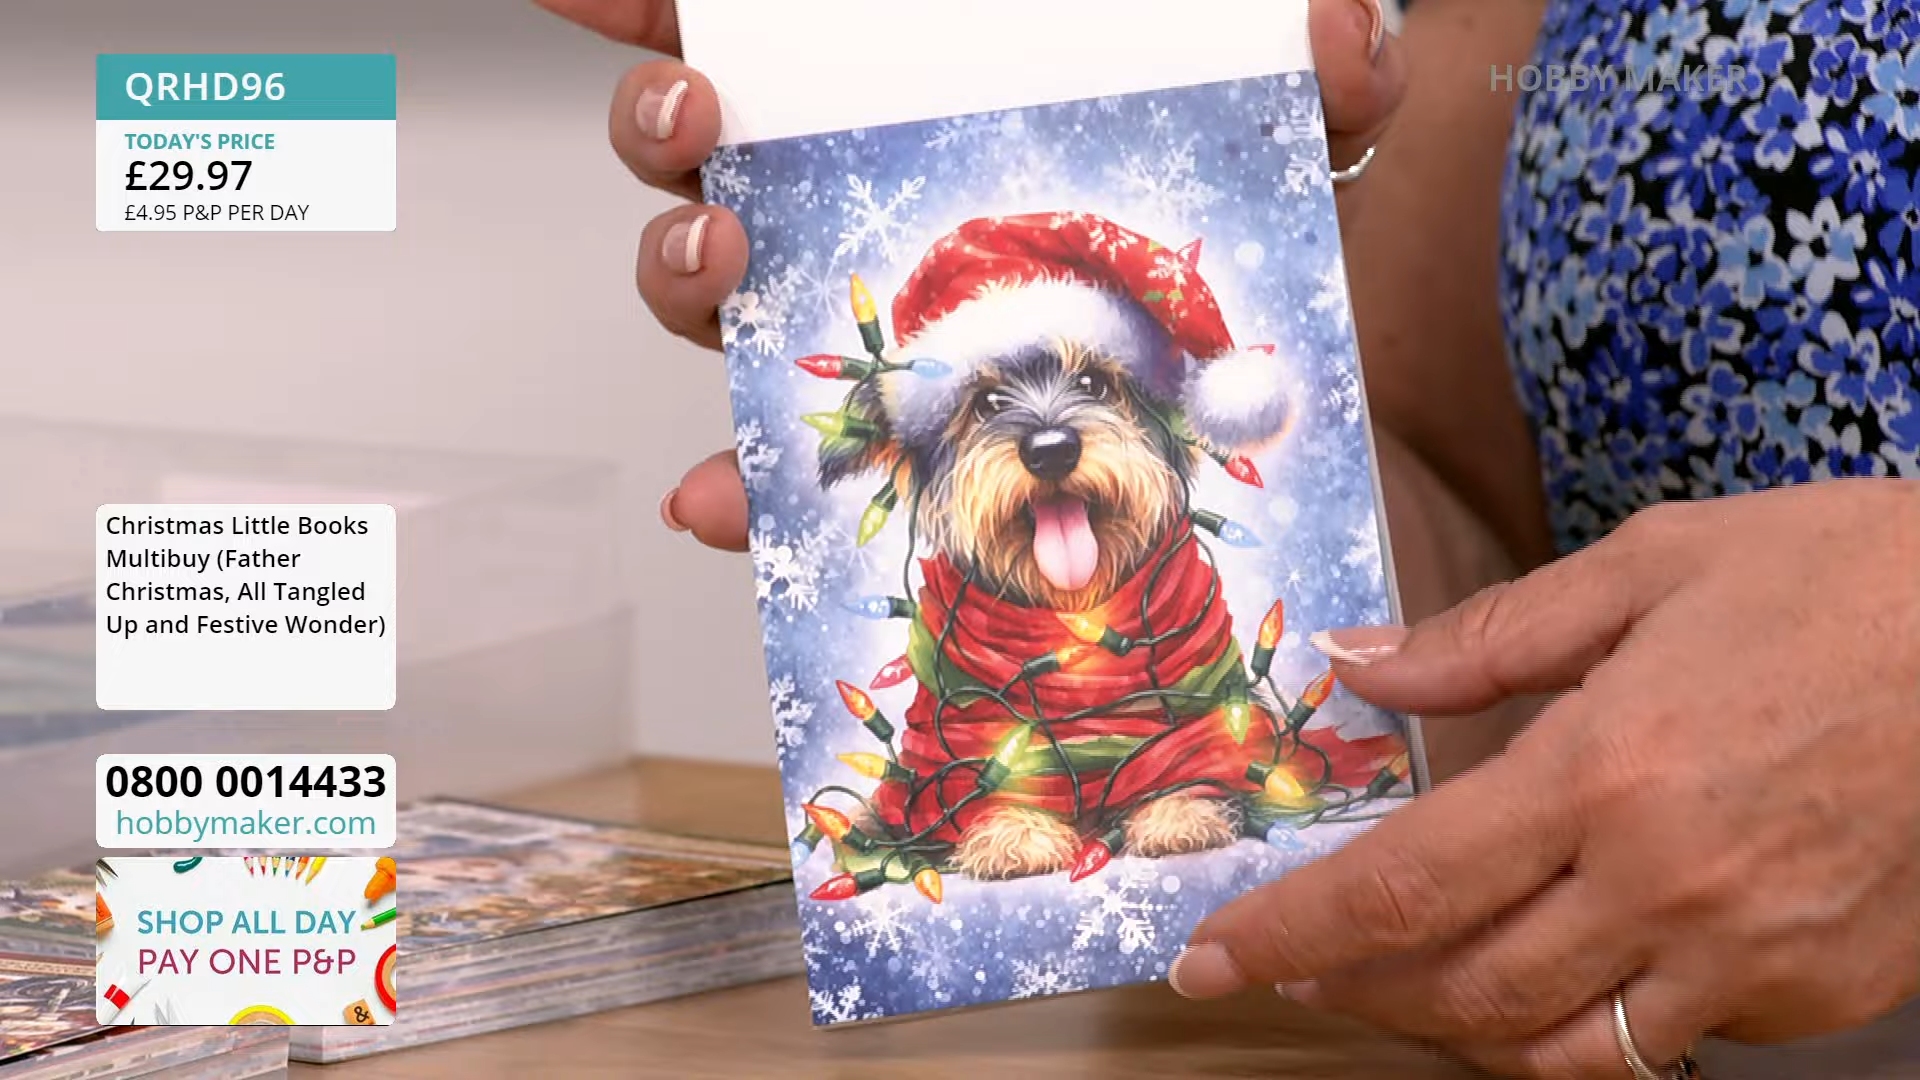 QRHD96
TODAY'S PRICE
£29.97
£4.95 P&P PER DAY
HOBBY MAKER
Christmas Little Books
Multibuy (Father
Christmas, All Tangled
Up and Festive Wonder)
0800 0014433
hobbymaker.com
SHOP ALL DAY
PAY ONE P&P
&